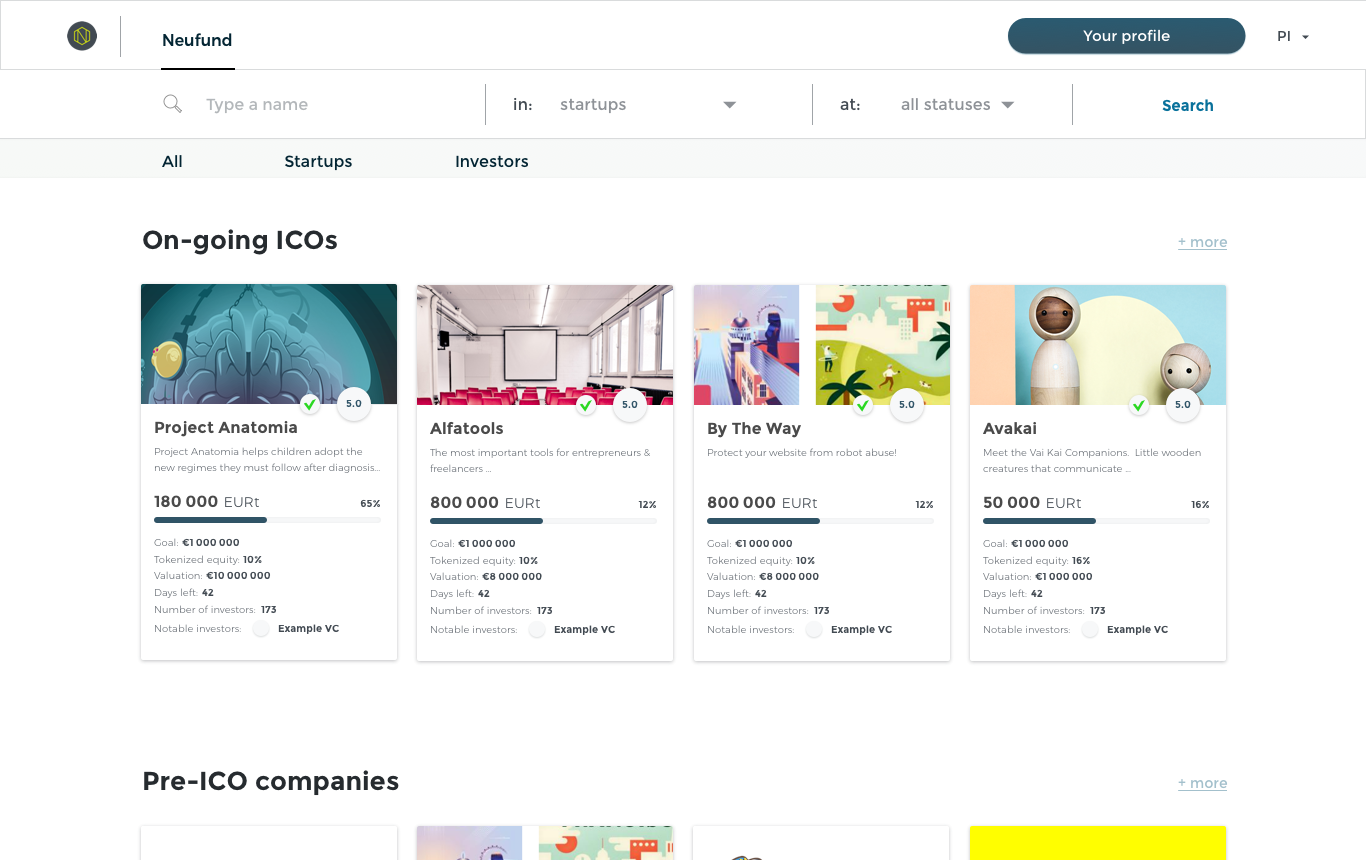 Neufund
Your profile
Pl
Type a name
in: startups
at: all statuses
Search
All Startups Investors
On-going ICOs
+ more
5.0
Project Anatomia
Project Anatomia helps children adopt the
new regimes they must follow after diagnosis...
180 000 EURt
65%
Goal: €1 000 000
Tokenized equity: 10%
Valuation: €10 000 000
Days left: 42
Number of investors: 173
Notable investors: Example VC
5.0
Alfatools
The most important tools for entrepreneurs &
freelancers ...
800 000 EURt
12%
Goal: €1 000 000
Tokenized equity: 10%
Valuation: €8 000 000
Days left: 42
Number of investors: 173
Notable investors: Example VC
5.0
By The Way
Protect your website from robot abuse!
800 000 EURt
12%
Goal: €1 000 000
Tokenized equity: 10%
Valuation: €8 000 000
Days left: 42
Number of investors: 173
Notable investors: Example VC
5.0
Avakai
Meet the Vai Kai Companions. Little wooden
creatures that communicate ...
50 000 EURt
16%
Goal: €1 000 000
Tokenized equity: 16%
Valuation: €1 000 000
Days left: 42
Number of investors: 173
Notable investors: Example VC
Pre-ICO companies
+ more